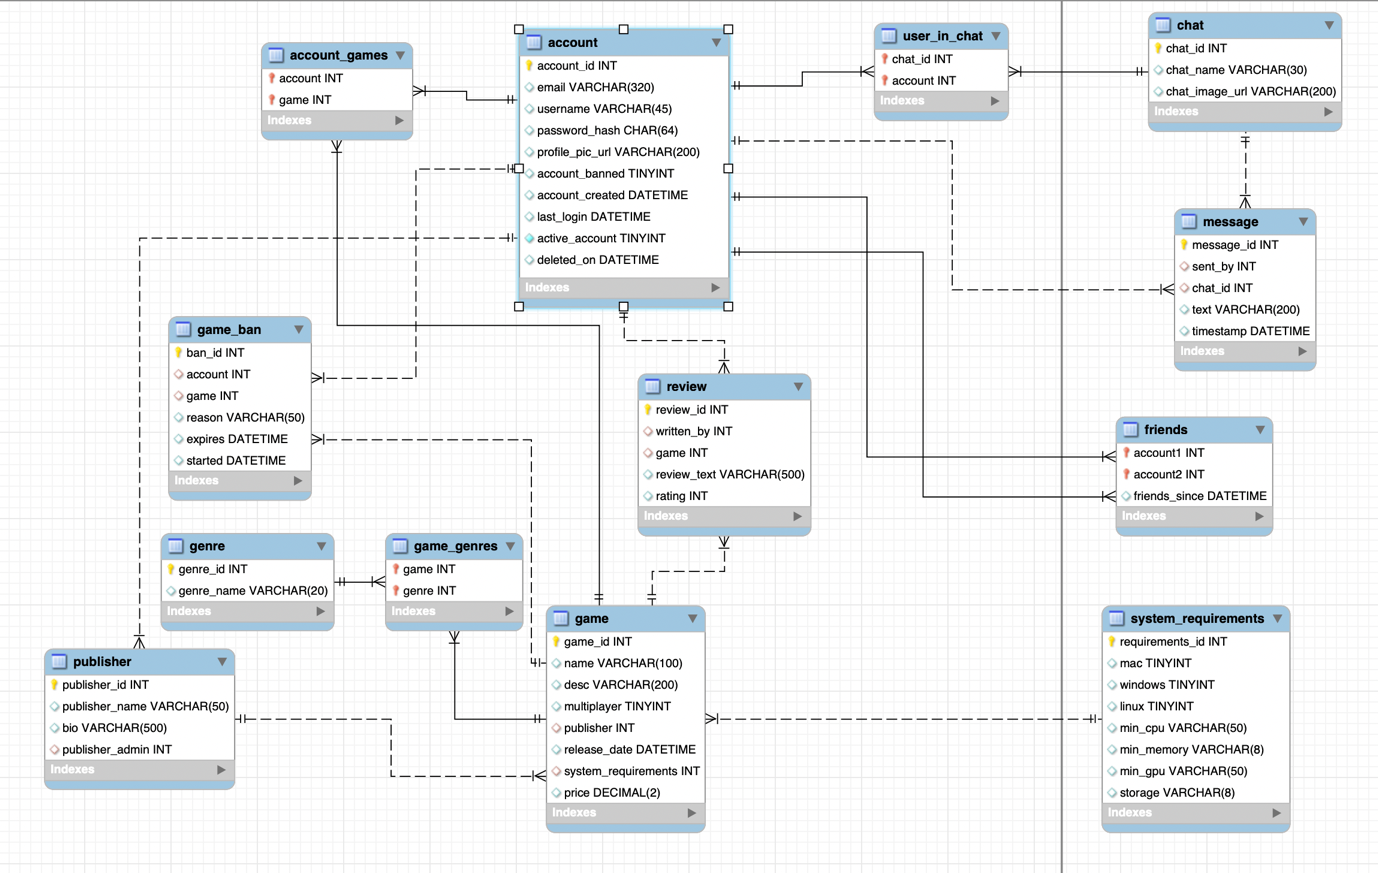 account_games
account INT
game INT
Indexes
account
account_id INT
email VARCHAR(320)
username VARCHAR(45)
password_hash CHAR(64)
profile_pic_url VARCHAR(200)
account_banned TINYINT
account_created DATETIME
last_login DATETIME
active_account TINYINT
deleted_on DATETIME
Indexes
user_in_chat
chat_id INT
account INT
Indexes
chat
chat_id INT
chat_name VARCHAR(30)
chat_image_url VARCHAR(200)
Indexes
message
message_id INT
sent_by INT
chat_id INT
text VARCHAR(200)
timestamp DATETIME
Indexes
game_ban
ban_id INT
account INT
game INT
reason VARCHAR(50)
expires DATETIME
started DATETIME
Indexes
review
review_id INT
written_by INT
game INT
review_text VARCHAR(500)
rating INT
Indexes
friends
account1 INT
account2 INT
friends_since DATETIME
Indexes
genre
genre_id INT
genre_name VARCHAR(20)
Indexes
game_genres
game INT
genre INT
Indexes
publisher
publisher_id INT
publisher_name VARCHAR(50)
bio VARCHAR(500)
publisher_admin INT
Indexes
game
game_id INT
name VARCHAR(100)
desc VARCHAR(200)
multiplayer TINYINT
publisher INT
release_date DATETIME
system_requirements INT
price DECIMAL(2)
Indexes
system_requirements
requirements_id INT
mac TINYINT
windows TINYINT
linux TINYINT
min_cpu VARCHAR(50)
min_memory VARCHAR(8)
min_gpu VARCHAR(50)
storage VARCHAR(8)
Indexes